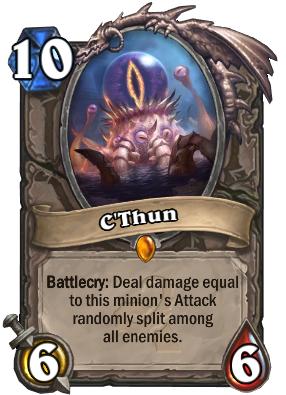 10
C'Thun
Battlecry: Deal damage equal
to this minion's Attack
randomly split among
all enemies.
6
6